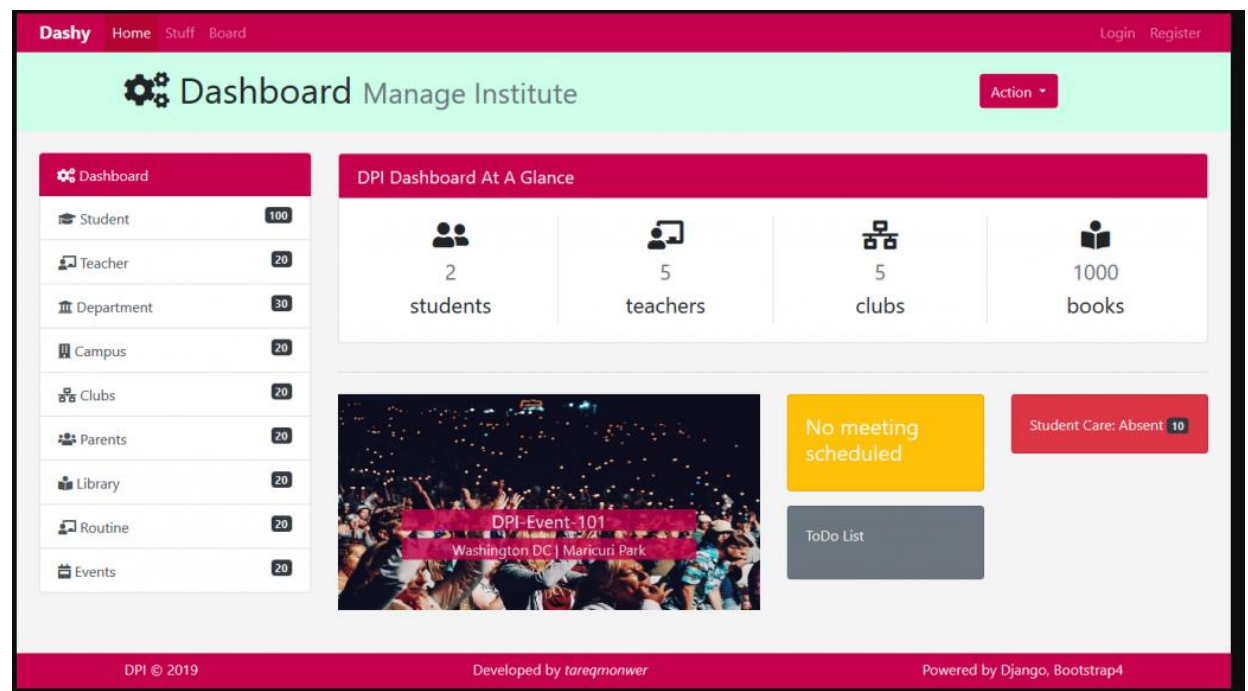 Dashy Home Stuff Board Login Register
Dashboard Manage Institute Action
Dashboard
Student 100
Teacher 20
Department 30
Campus 20
Clubs 20
Parents 20
Library 20
Routine 20
Events 20
DPI Dashboard At A Glance
2 5 5 1000
students teachers clubs books
DPI-Event-101
Washington DC | Maricuri Park
No meeting
scheduled
ToDo List
Student Care: Absent 10
DPI © 2019 Developed by tareqmonwer Powered by Django, Bootstrap4